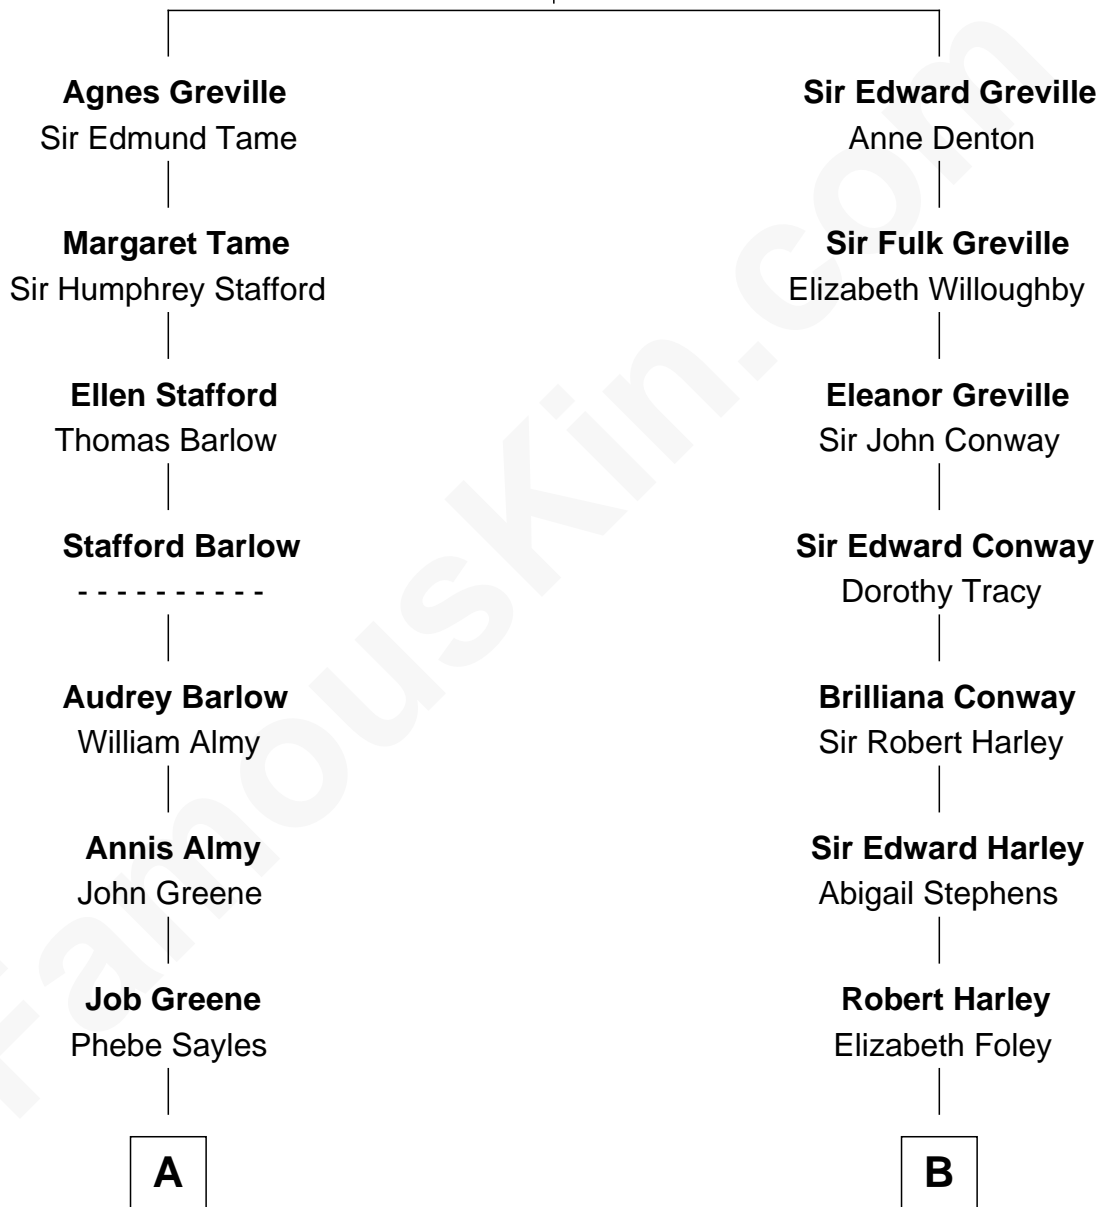 Agnes Greville
Sir Edmund Tame
Margaret Tame
Sir Humphrey Stafford
Ellen Stafford
Thomas Barlow
Stafford Barlow
- - - - - - - - - -
Audrey Barlow
William Almy
Annis Almy
John Greene
Job Greene
Phebe Sayles
A
Sir Edward Greville
Anne Denton
Sir Fulk Greville
Elizabeth Willoughby
Eleanor Greville
Sir John Conway
Sir Edward Conway
Dorothy Tracy
Brilliana Conway
Sir Robert Harley
Sir Edward Harley
Abigail Stephens
Robert Harley
Elizabeth Foley
B
FamousKin.com